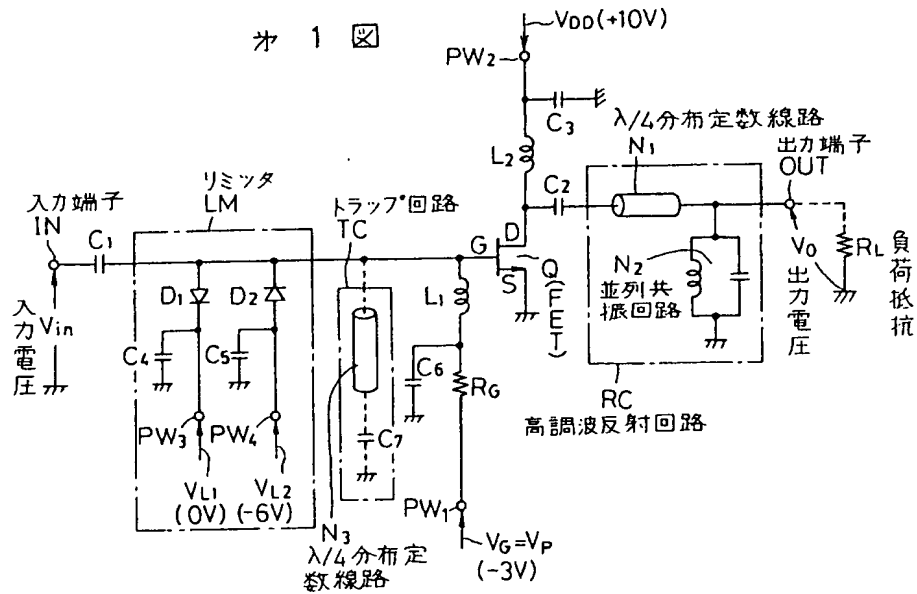 才 1 図
VDD(+10V)
PW2
C3
L2
λ/4分布定数線路
N1
出力端子
OUT
リミッタ
LM
入力端子
IN
C1
トラップ回路
TC
C2
G
D
S
Q
(FET)
N2
並列共
振回路
V0
出力電圧
RL
負荷抵抗
入力電圧
Vin
D1
D2
C4
C5
L1
C6
RG
C7
RC
高調波反射回路
PW3
PW4
VL1
(0V)
VL2
(-6V)
N3
λ/4分布定
数線路
PW1
VG=VP
(-3V)